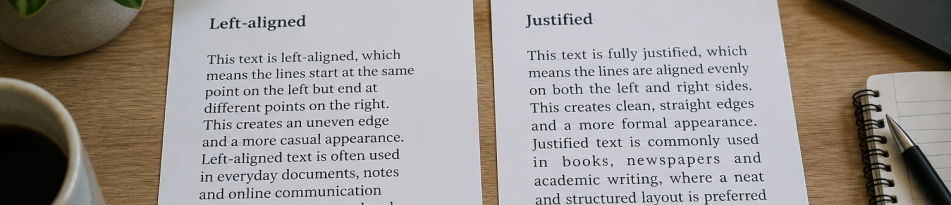 Left-aligned
This text is left-aligned, which
means the lines start at the same
point on the left but end at
different points on the right.
This creates an uneven edge
and a more casual appearance.
Left-aligned text is often used
in everyday documents, notes
and online communication
Justified
This text is fully justified, which
means the lines are aligned evenly
on both the left and right sides.
This creates clean, straight edges
and a more formal appearance.
Justified text is commonly used
in books, newspapers and
academic writing, where a neat
and structured layout is preferred